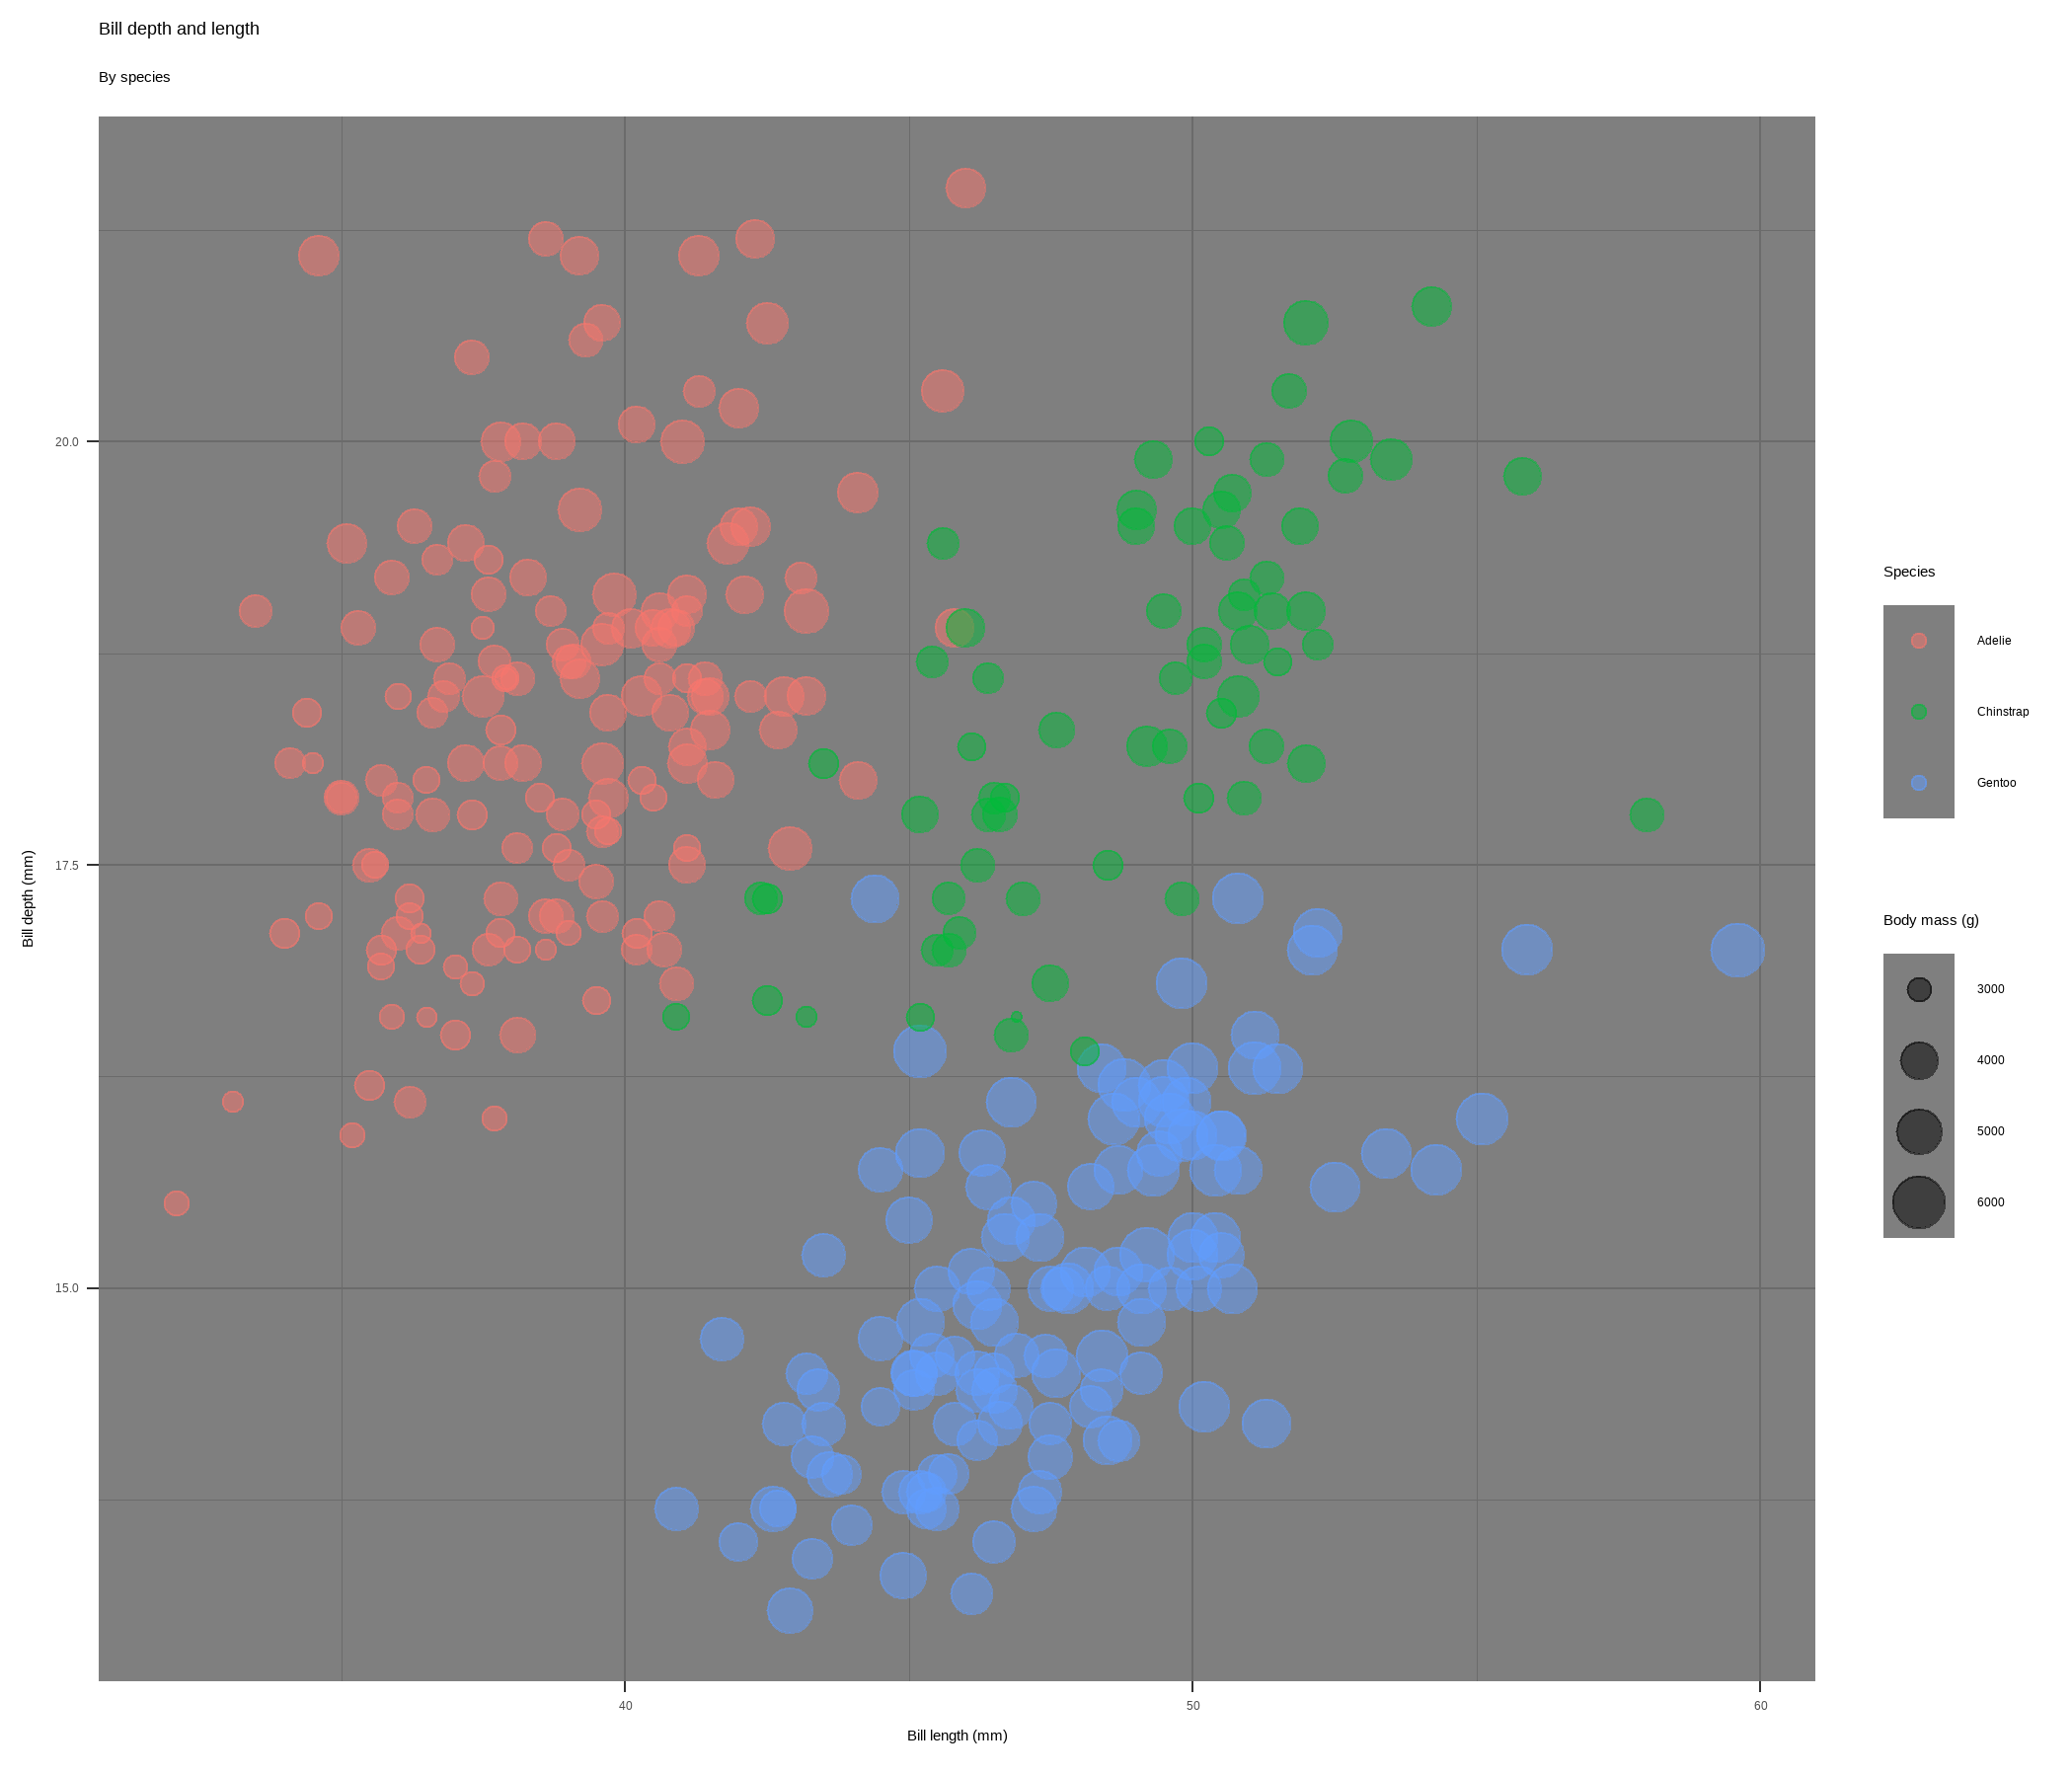 Bill depth and length
By species
Bill depth (mm)
20.0
17.5
15.0
40
50
60
Bill length (mm)
Species
Adelie
Chinstrap
Gentoo
Body mass (g)
3000
4000
5000
6000